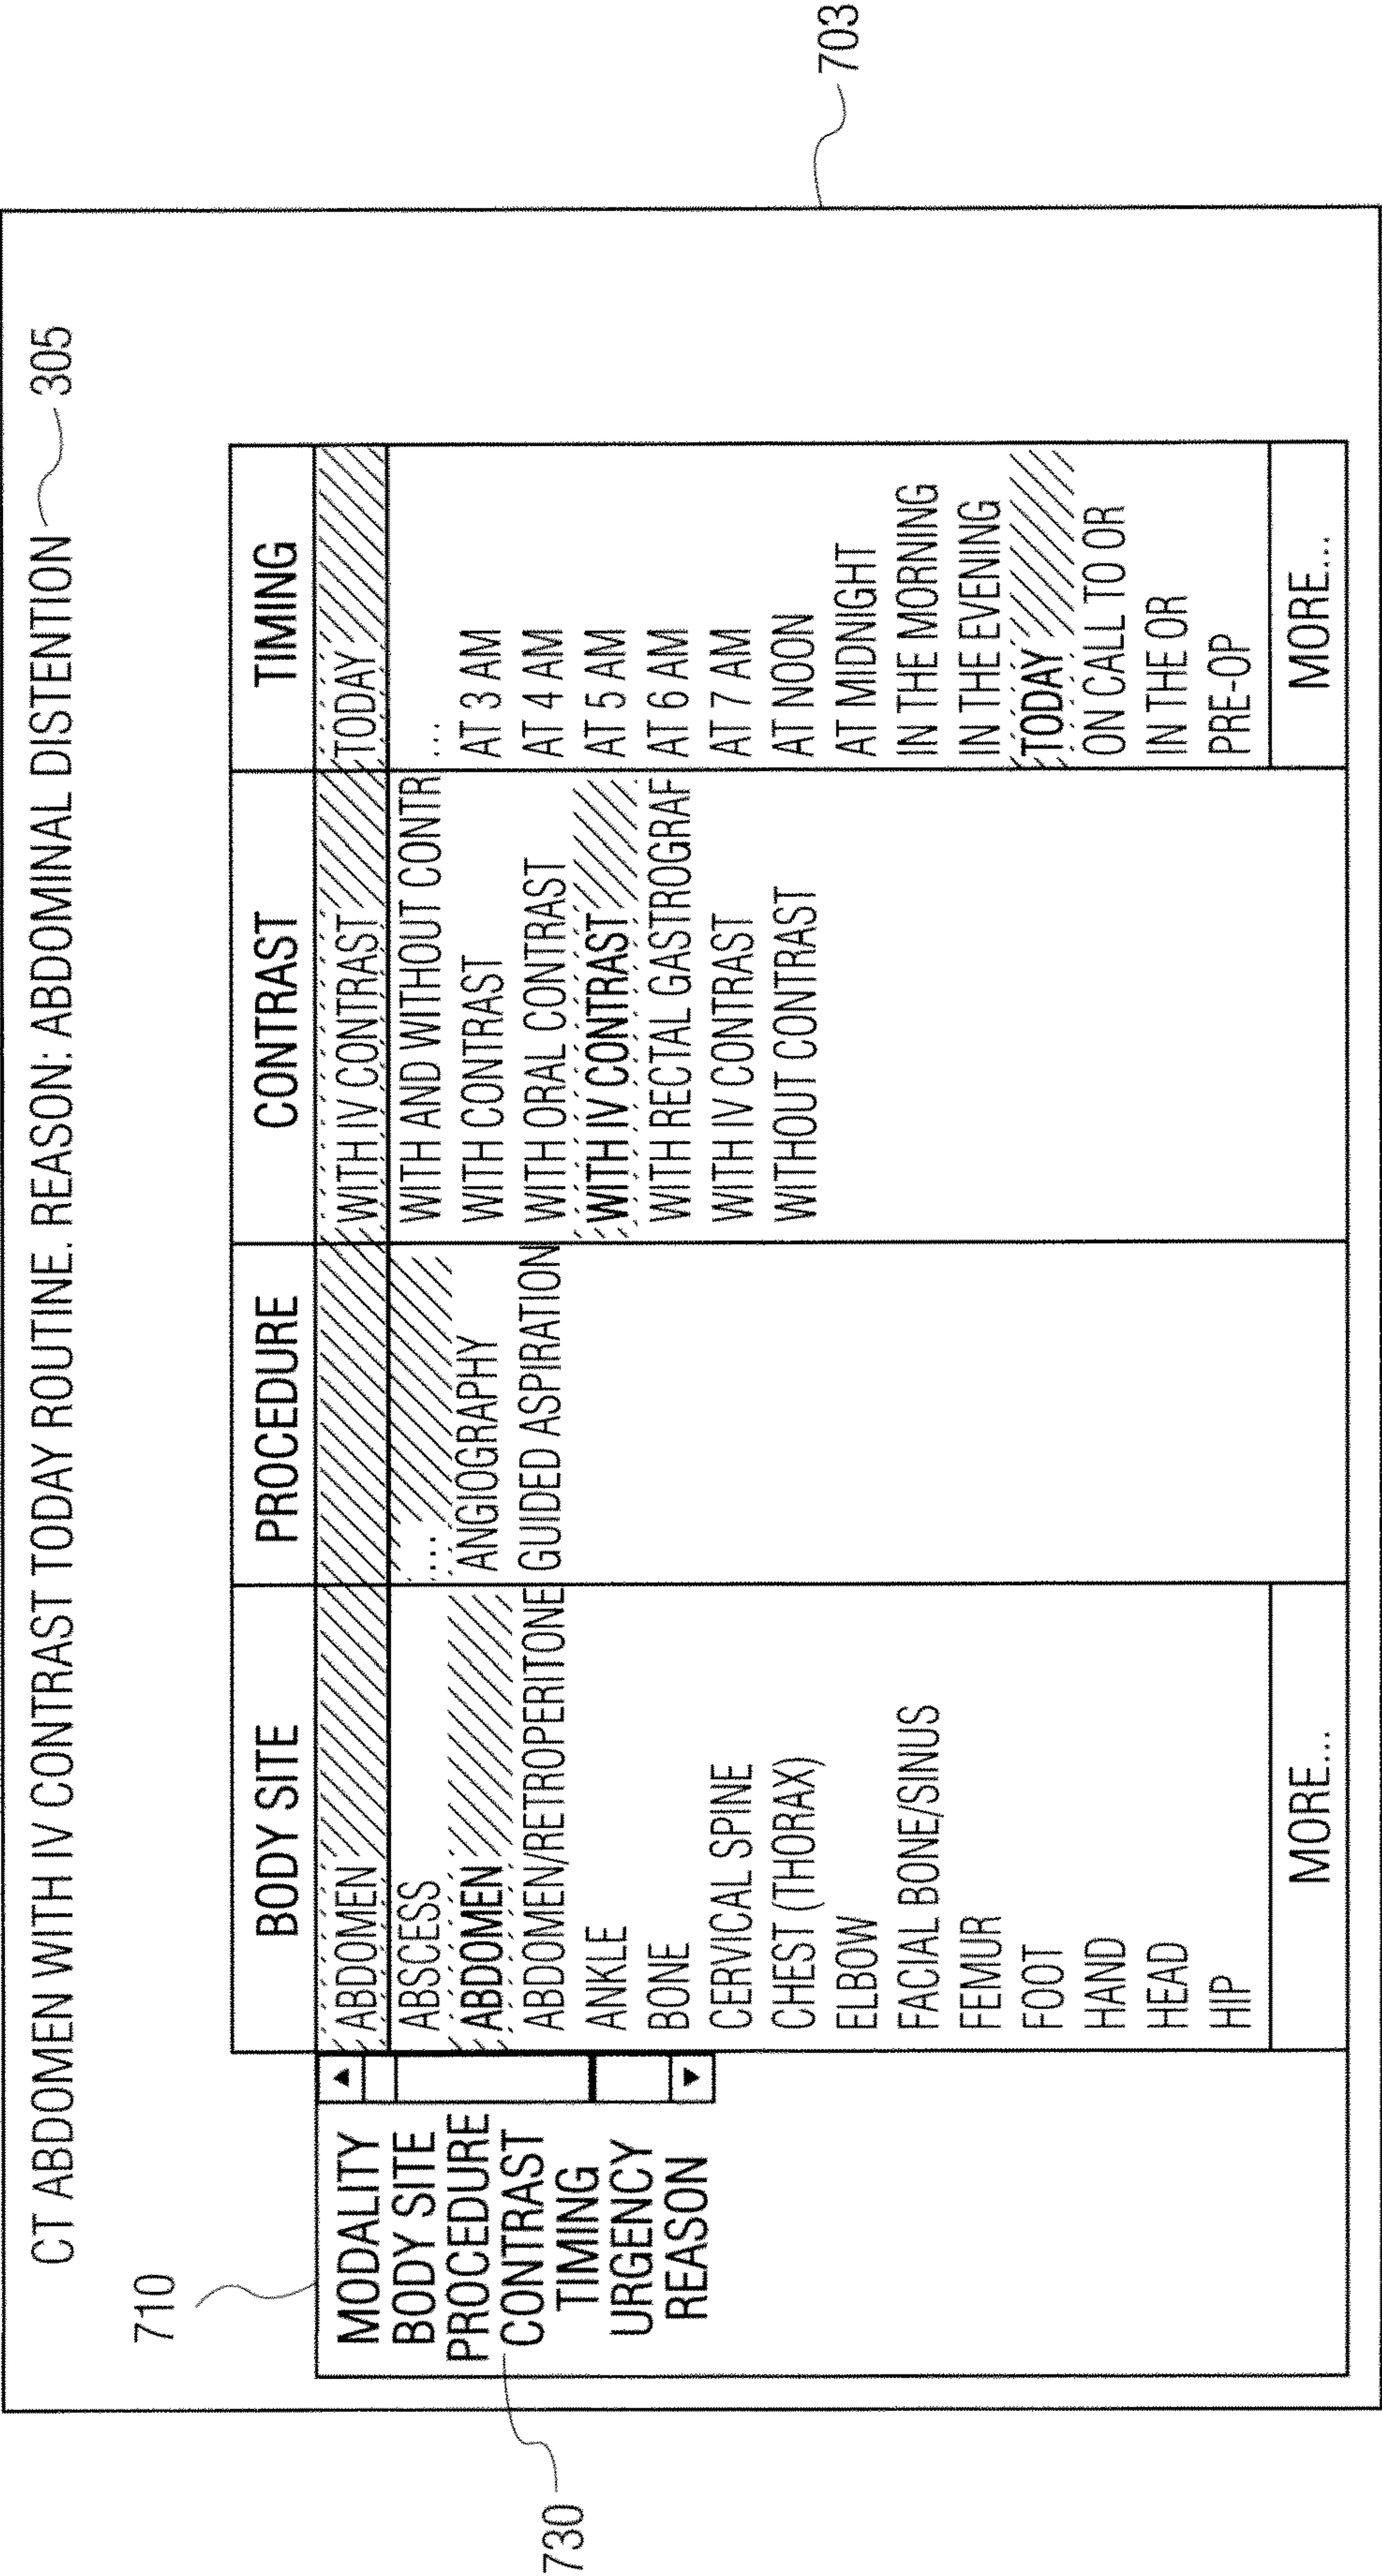 CT ABDOMEN WITH IV CONTRAST TODAY ROUTINE. REASON: ABDOMINAL DISTENTION
305
703
710
730
MODALITY
BODY SITE
PROCEDURE
CONTRAST
TIMING
URGENCY
REASON
BODY SITE
ABDOMEN
ABSCESS
ABDOMEN
ABDOMEN/RETROPERITONE
ANKLE
BONE
CERVICAL SPINE
CHEST (THORAX)
ELBOW
FACIAL BONE/SINUS
FEMUR
FOOT
HAND
HEAD
HIP
MORE...
PROCEDURE
...
ANGIOGRAPHY
GUIDED ASPIRATION
CONTRAST
WITH IV CONTRAST
WITH AND WITHOUT CONTR
WITH CONTRAST
WITH ORAL CONTRAST
WITH IV CONTRAST
WITH RECTAL GASTROGRAF
WITH IV CONTRAST
WITHOUT CONTRAST
TIMING
TODAY
...
AT 3 AM
AT 4 AM
AT 5 AM
AT 6 AM
AT 7 AM
AT NOON
AT MIDNIGHT
IN THE MORNING
IN THE EVENING
TODAY
ON CALL TO OR
IN THE OR
PRE-OP
MORE...